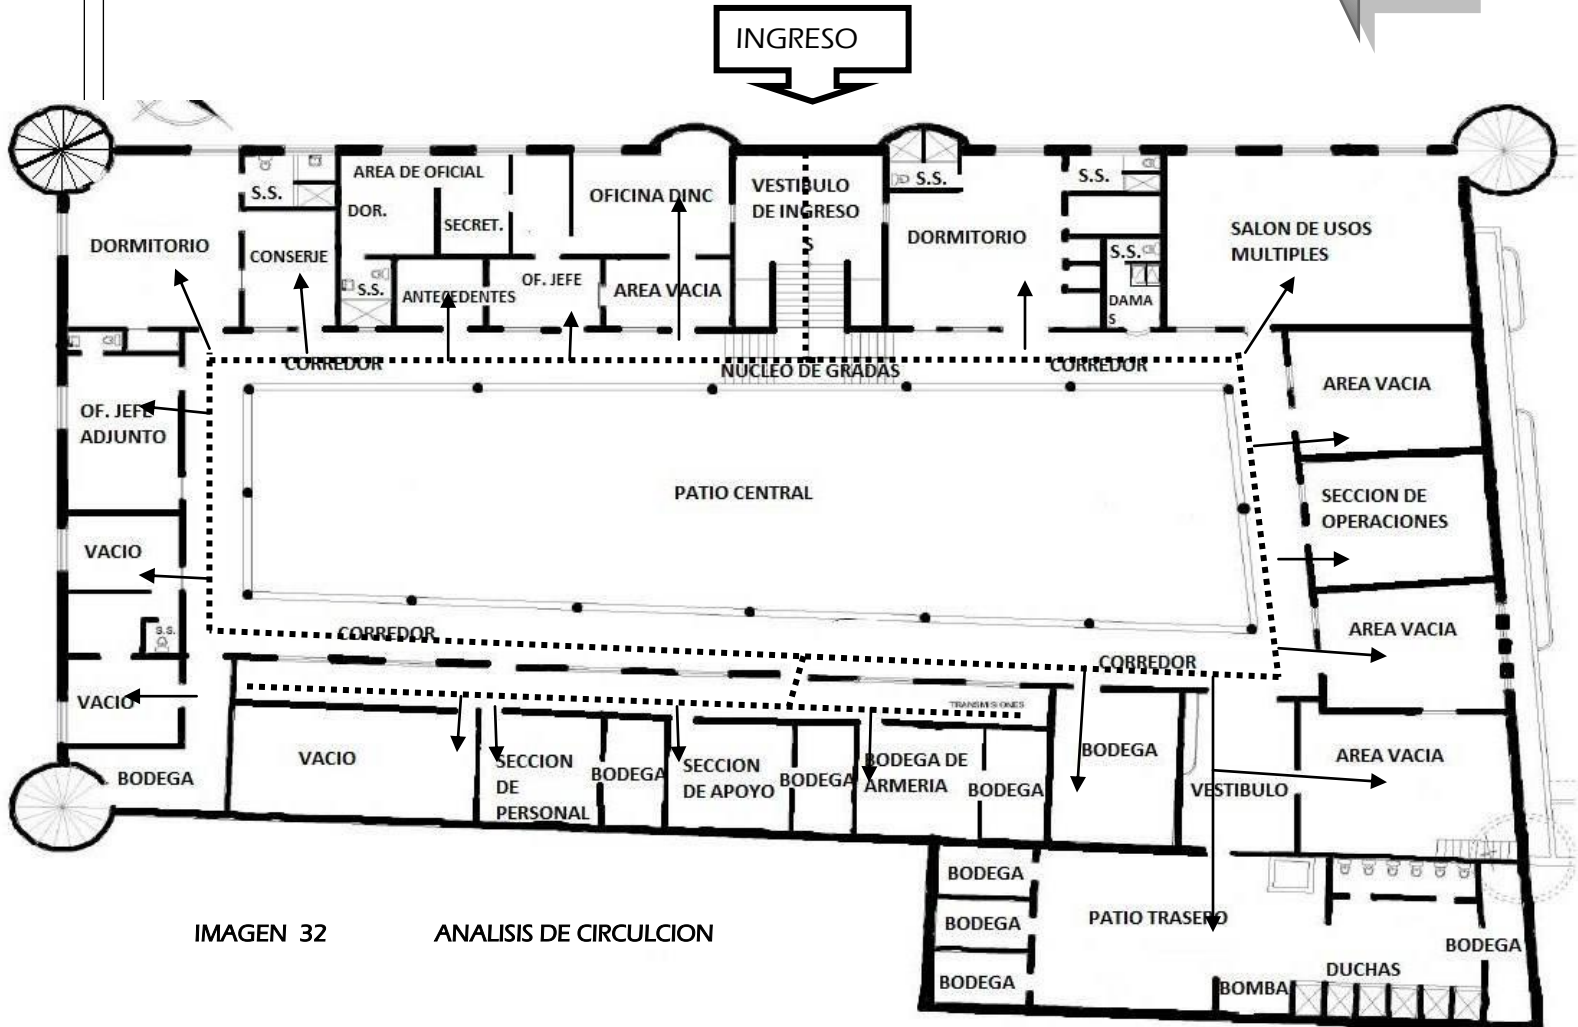 INGRESO
AREA DE OFICIAL
S.S.
DOR.
SECRET.
OFICINA DINC
VESTIBULO
DE INGRESO
S
S.S.
S.S.
DORMITORIO
CONSERJE
S.S.
ANTECEDENTES
OF. JEFE
AREA VACIA
DORMITORIO
S.S.
DAMA
S
SALON DE USOS
MULTIPLES
CORREDOR
NUCLEO DE GRADAS
CORREDOR
AREA VACIA
OF. JEFE
ADJUNTO
PATIO CENTRAL
SECCION DE
OPERACIONES
VACIO
S.S.
CORREDOR
AREA VACIA
CORREDOR
VACIO
TRANSMISIONES
VACIO
BODEGA
SECCION
DE
PERSONAL
BODEGA
SECCION
DE APOYO
BODEGA
BODEGA DE
ARMERIA
BODEGA
BODEGA
VESTIBULO
AREA VACIA
BODEGA
BODEGA
BODEGA
PATIO TRASERO
BODEGA
DUCHAS
BOMBA
IMAGEN 32 ANALISIS DE CIRCULCION